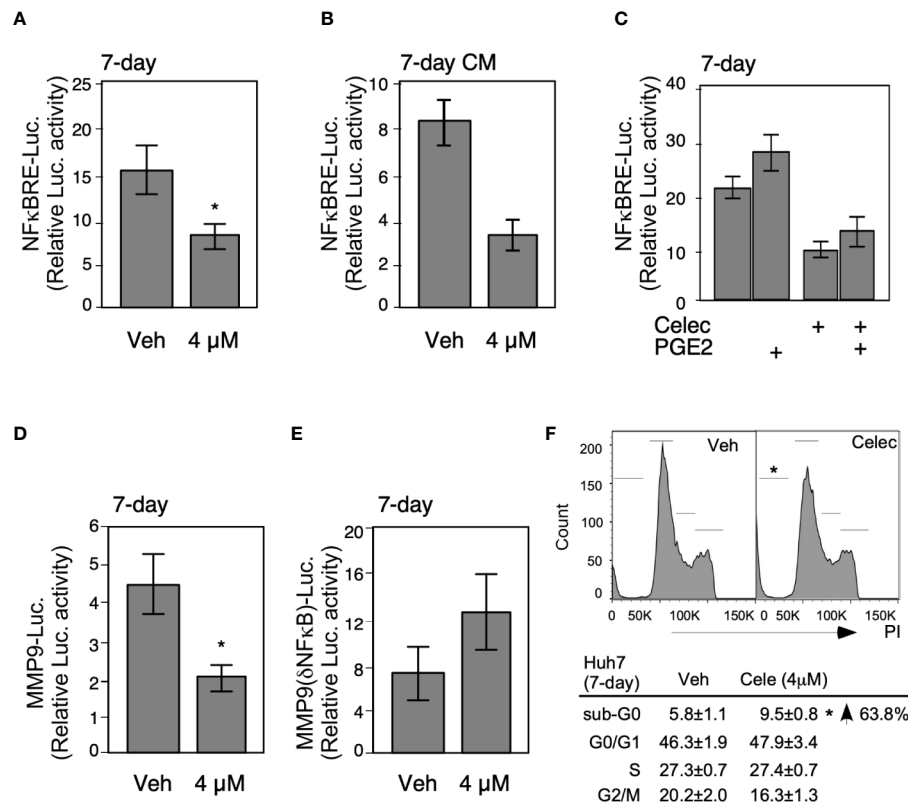 A
7-day
NFκBRE-Luc.
(Relative Luc. activity)
25
20
15
10
5
0
*
Veh 4 μM
B
7-day CM
NFκBRE-Luc.
(Relative Luc. activity)
10
8
6
4
2
0
Veh 4 μM
C
7-day
NFκBRE-Luc.
(Relative Luc. activity)
40
30
20
10
0
Celec + +
PGE2 + +
D
7-day
MMP9-Luc.
(Relative Luc. activity)
6
5
4
3
2
1
0
*
Veh 4 μM
E
7-day
MMP9(δNFκB)-Luc.
(Relative Luc. activity)
20
16
12
8
4
0
Veh 4 μM
F
Count
200
150
100
50
0
Veh
Celec
*
0 50K 100K 150K 0 50K 100K 150K
PI
Huh7
(7-day) Veh Cele (4μM)
sub-G0 5.8±1.1 9.5±0.8 * 63.8%
G0/G1 46.3±1.9 47.9±3.4
S 27.3±0.7 27.4±0.7
G2/M 20.2±2.0 16.3±1.3